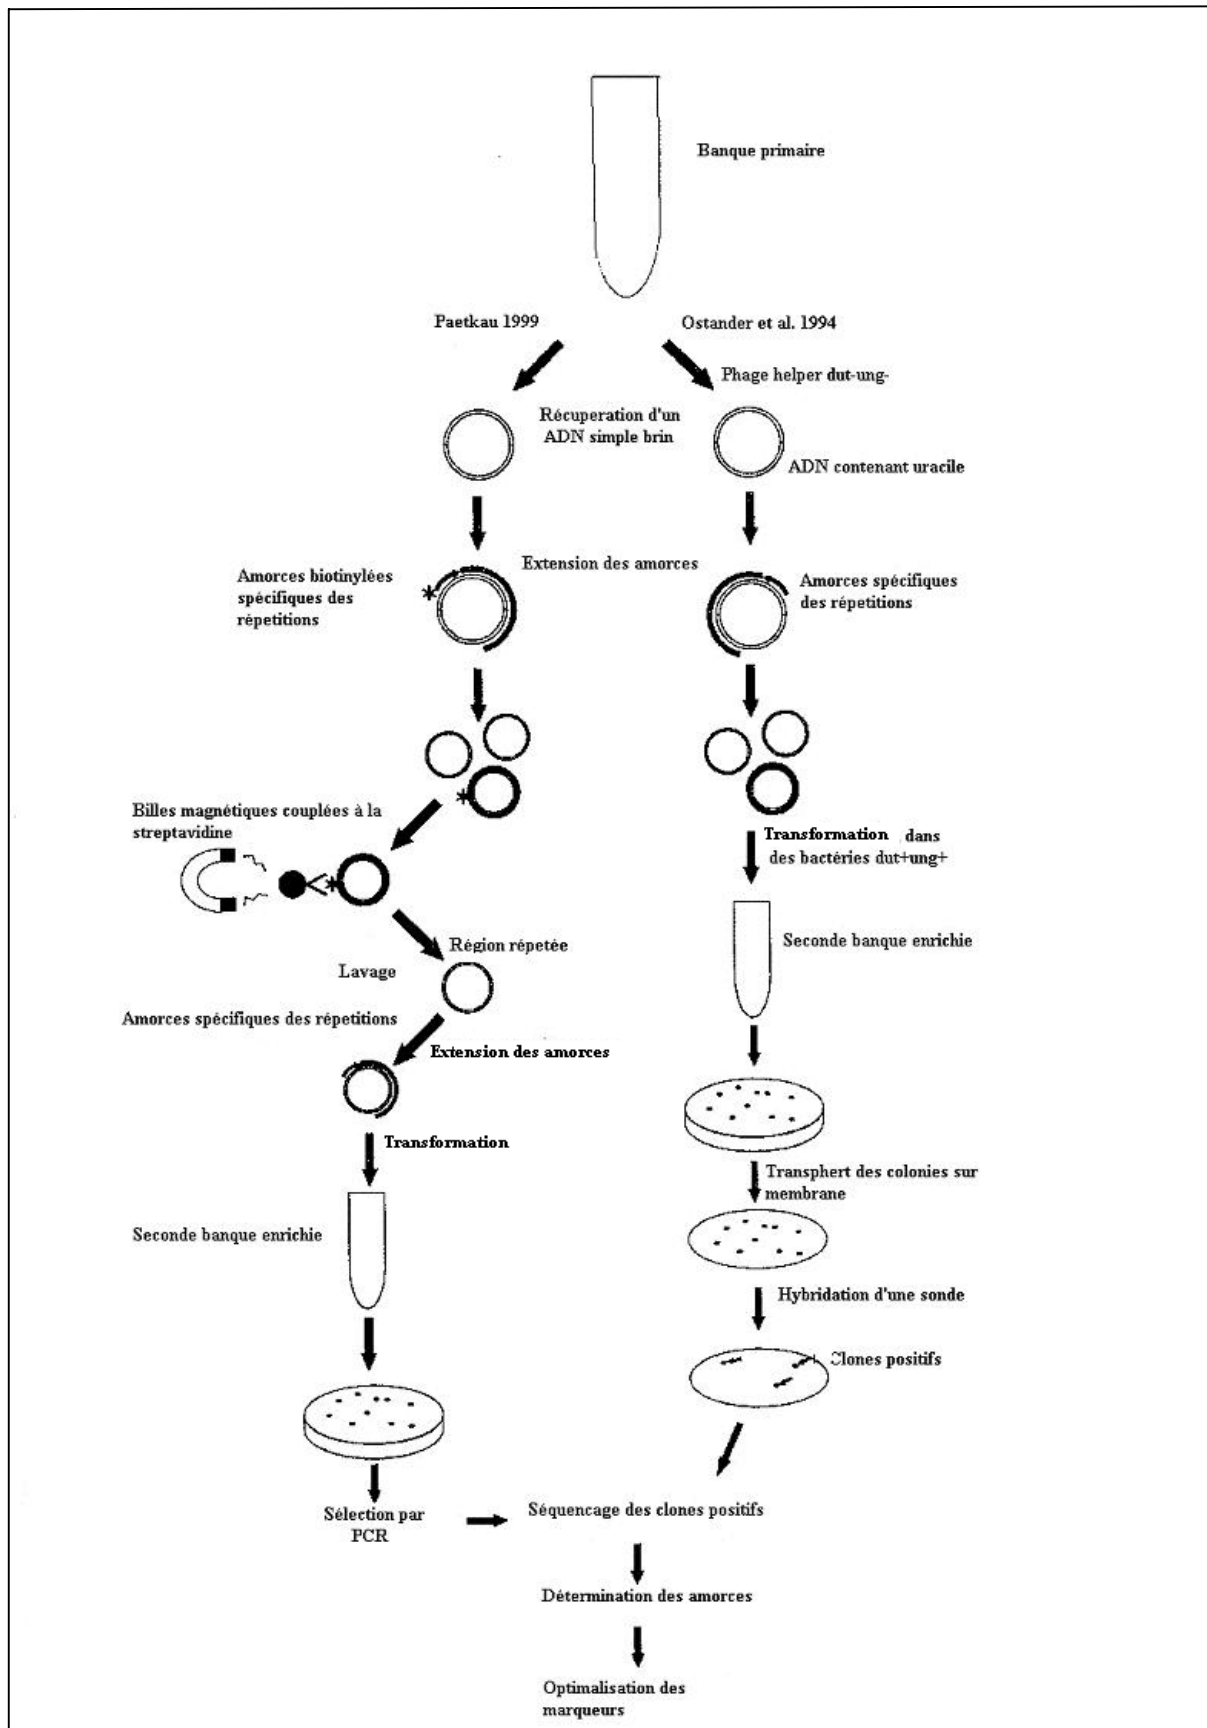 Banque primaire
Paetkau 1999
Ostander et al. 1994
Phage helper dut-ung-
Récuperation d'un
ADN simple brin
ADN contenant uracile
Extension des amorces
Amorces biotinylées
spécifiques des
répetitions
Amorces spécifiques
des répetitions
Billes magnétiques couplées à la
streptavidine
Transformation dans
des bactéries dut+ung+
Région répetée
Lavage
Seconde banque enrichie
Amorces spécifiques des répetitions
Extension des amorces
Transformation
Transphert des colonies sur
membrane
Seconde banque enrichie
Hybridation d'une sonde
Clones positifs
Sélection par
PCR
Séquencage des clones positifs
Détermination des amorces
Optimalisation des
marqueurs